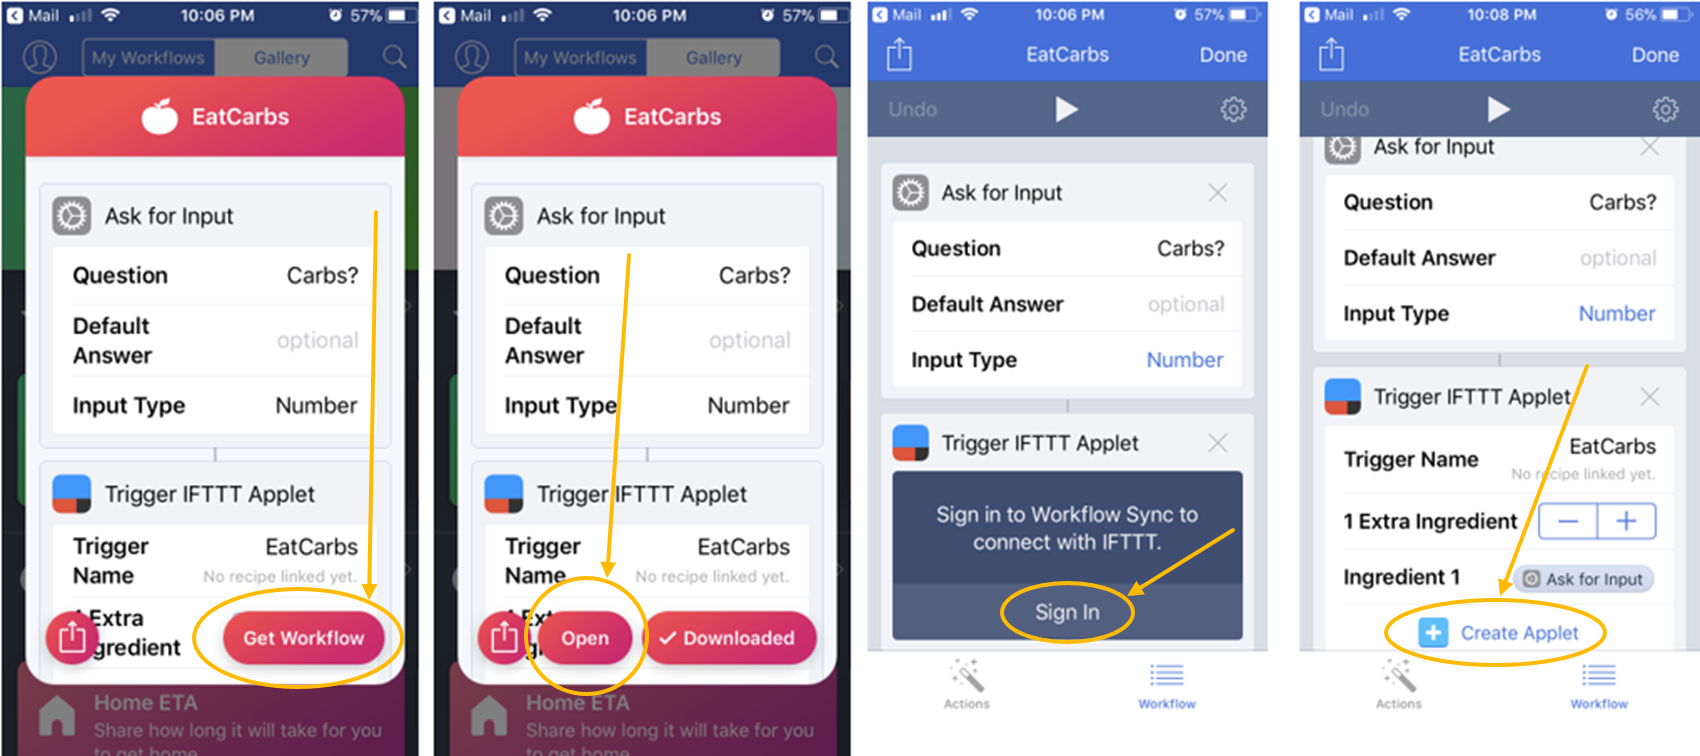 Mail
10:06 PM
57%
My Workflows
Gallery
EatCarbs
Ask for Input
Question
Carbs?
Default
Answer
optional
Input Type
Number
Trigger IFTTT Applet
Trigger
Name
EatCarbs
No recipe linked yet.
1 Extra
gredient
Get Workflow
Home ETA
Share how long it will take for you
to get home
Mail
10:06 PM
57%
My Workflows
Gallery
EatCarbs
Ask for Input
Question
Carbs?
Default
Answer
optional
Input Type
Number
Trigger IFTTT Applet
Trigger
Name
EatCarbs
No recipe linked yet.
Open
Downloaded
Home ETA
Share how long it will take for you
to get home
Mail
10:06 PM
57%
EatCarbs
Done
Undo
Ask for Input
Question
Carbs?
Default Answer
optional
Input Type
Number
Trigger IFTTT Applet
Sign in to Workflow Sync to
connect with IFTTT.
Sign In
Actions
Workflow
Mail
10:08 PM
56%
EatCarbs
Done
Undo
Ask for Input
Question
Carbs?
Default Answer
optional
Input Type
Number
Trigger IFTTT Applet
Trigger Name
EatCarbs
No recipe linked yet.
1 Extra Ingredient
Ingredient 1
Ask for Input
Create Applet
Actions
Workflow